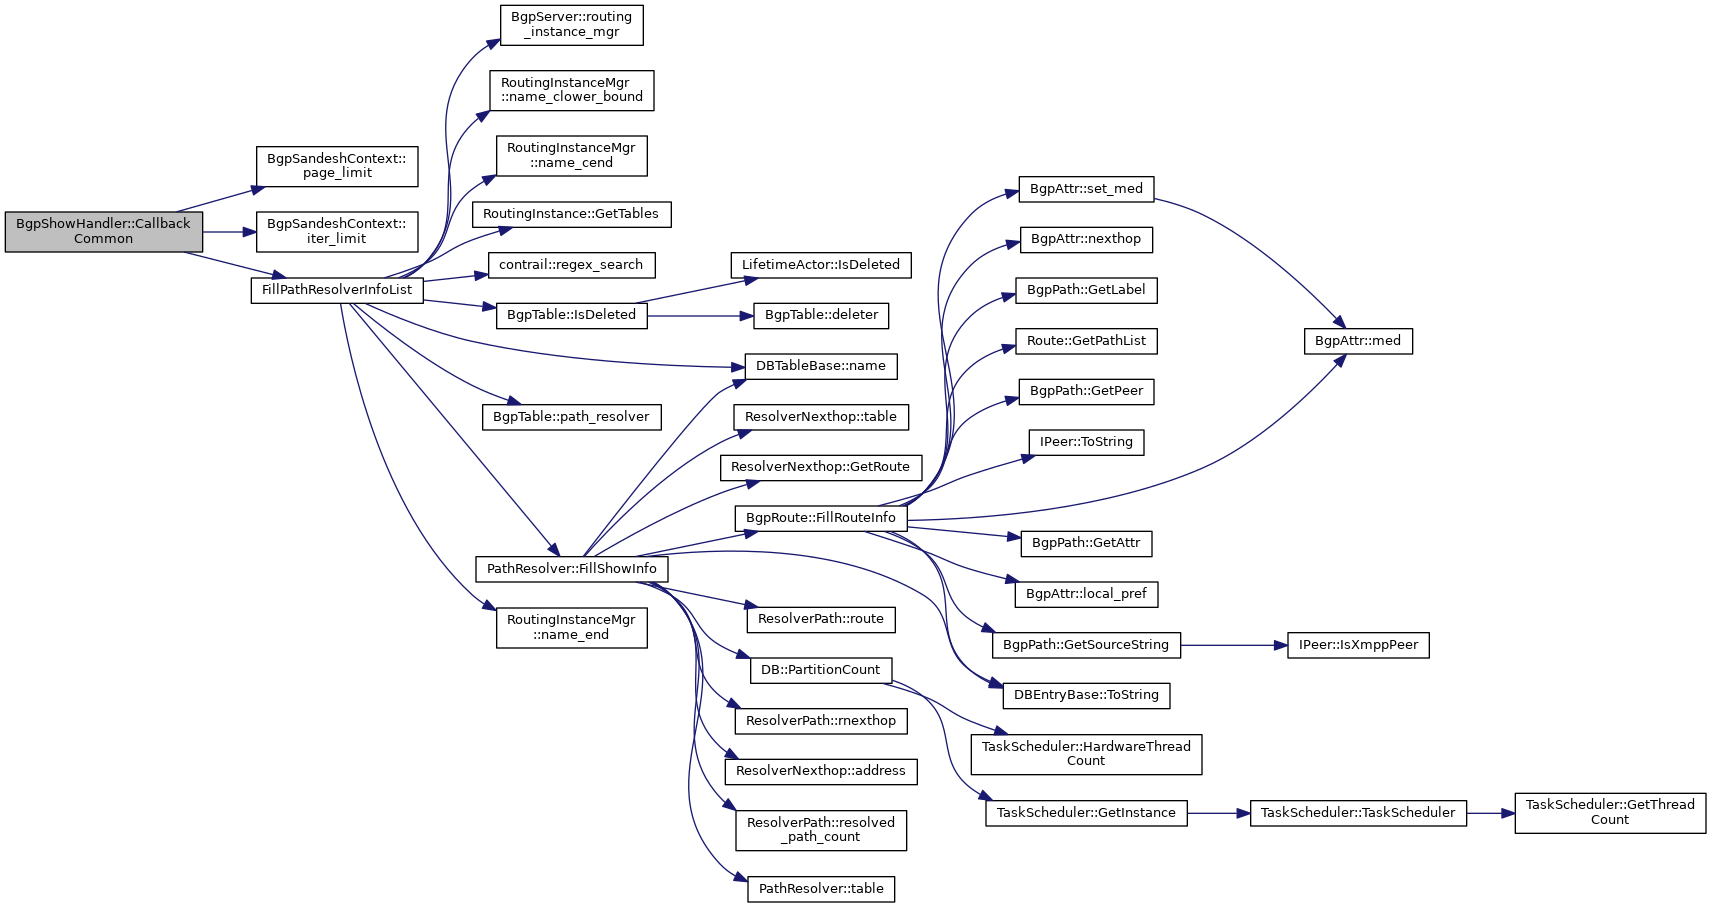 BgpShowHandler::Callback
Common
BgpSandeshContext::
page_limit
BgpSandeshContext::
iter_limit
FillPathResolverInfoList
BgpServer::routing
_instance_mgr
RoutingInstanceMgr
::name_clower_bound
RoutingInstanceMgr
::name_cend
RoutingInstance::GetTables
contrail::regex_search
BgpTable::IsDeleted
LifetimeActor::IsDeleted
BgpTable::deleter
DBTableBase::name
BgpTable::path_resolver
PathResolver::FillShowInfo
RoutingInstanceMgr
::name_end
ResolverNexthop::table
ResolverNexthop::GetRoute
BgpRoute::FillRouteInfo
ResolverPath::route
DB::PartitionCount
ResolverPath::rnexthop
ResolverNexthop::address
ResolverPath::resolved
_path_count
PathResolver::table
BgpAttr::set_med
BgpAttr::nexthop
BgpPath::GetLabel
Route::GetPathList
BgpPath::GetPeer
IPeer::ToString
BgpPath::GetAttr
BgpAttr::local_pref
BgpPath::GetSourceString
DBEntryBase::ToString
TaskScheduler::HardwareThread
Count
TaskScheduler::GetInstance
BgpAttr::med
IPeer::IsXmppPeer
TaskScheduler::TaskScheduler
TaskScheduler::GetThread
Count